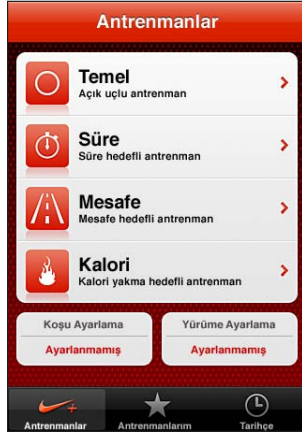 Antrenmanlar
Temel
Açık uçlu antrenman
Süre
Süre hedefli antrenman
Mesafe
Mesafe hedefli antrenman
Kalori
Kalori yakma hedefli antrenman
Koşu Ayarlama Yürüme Ayarlama
Ayarlanmamış Ayarlanmamış
Antrenmanlar Antrenmanlarım Tarihçe